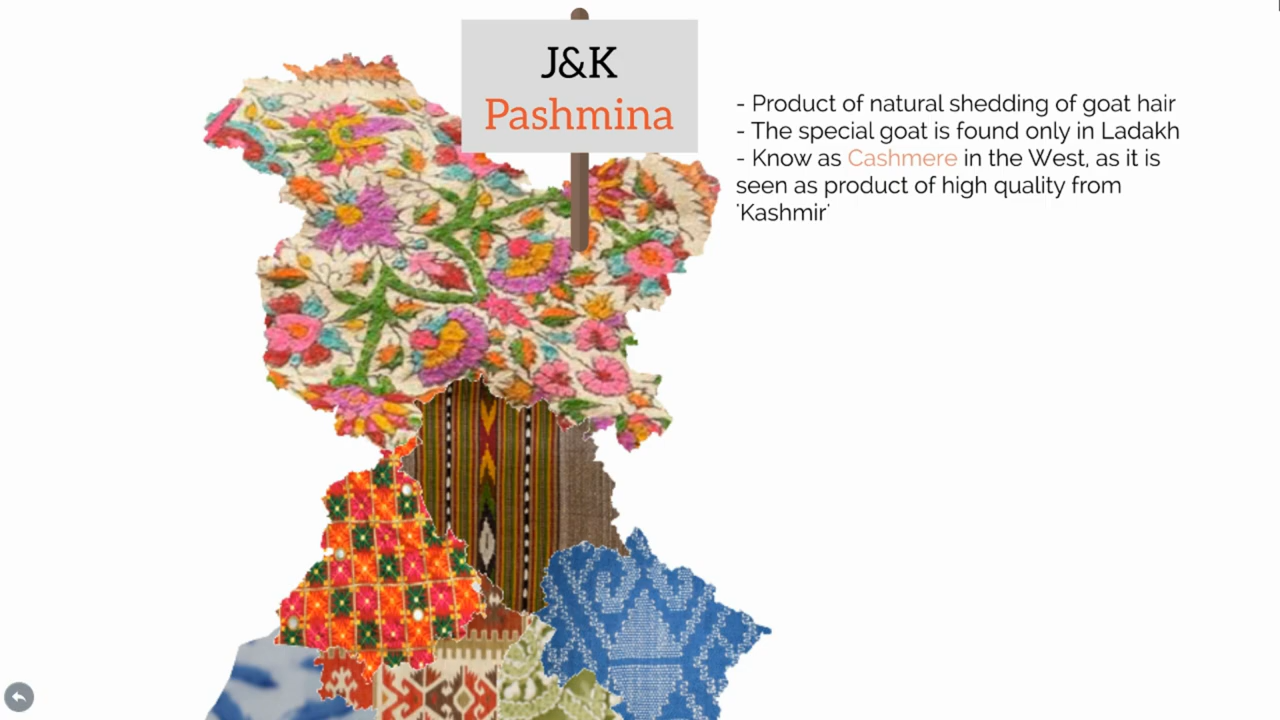 J&K
Pashmina
- Product of natural shedding of goat hair
- The special goat is found only in Ladakh
- Know as Cashmere in the West, as it is
seen as product of high quality from
'Kashmir'